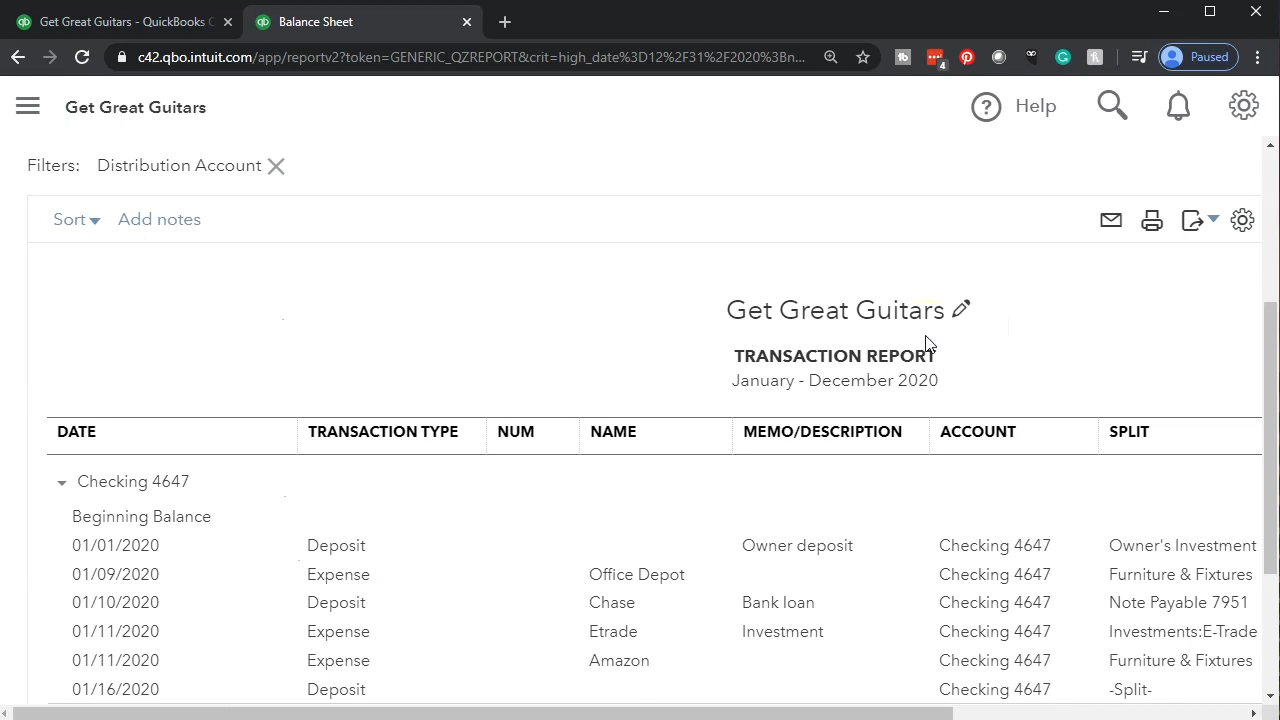 Get Great Guitars - QuickBooks C
Balance Sheet
c42.qbo.intuit.com/app/reportv2?token=GENERIC_QZREPORT&crit=high_date%3D12%2F31%2F2020%3Bn...
4
Paused
Get Great Guitars
Help
Filters: Distribution Account
Sort Add notes
Get Great Guitars
TRANSACTION REPORT
January - December 2020
DATE TRANSACTION TYPE NUM NAME MEMO/DESCRIPTION ACCOUNT SPLIT
Checking 4647
Beginning Balance
01/01/2020 Deposit Owner deposit Checking 4647 Owner's Investment
01/09/2020 Expense Office Depot Checking 4647 Furniture & Fixtures
01/10/2020 Deposit Chase Bank loan Checking 4647 Note Payable 7951
01/11/2020 Expense Etrade Investment Checking 4647 Investments:E-Trade
01/11/2020 Expense Amazon Checking 4647 Furniture & Fixtures
01/16/2020 Deposit Checking 4647 -Split-